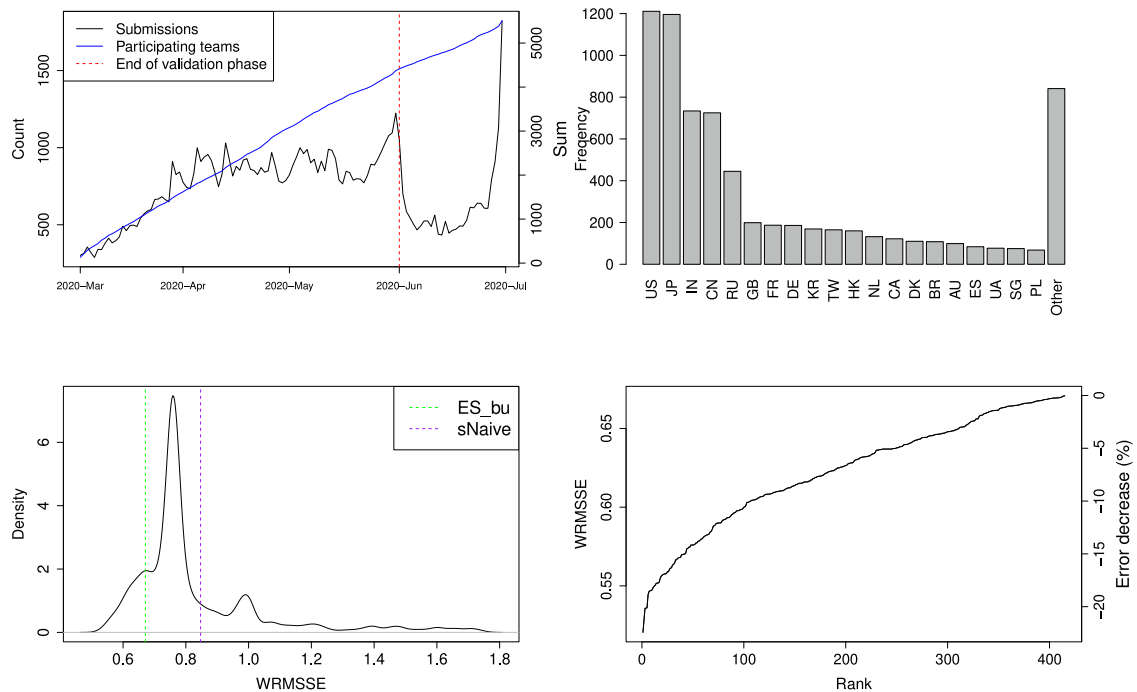 Submissions
Participating teams
End of validation phase
Count
500
1000
1500
Sum
0
1000
3000
5000
2020−Mar
2020−Apr
2020−May
2020−Jun
2020−Jul
Freqency
0
200
400
600
800
1000
1200
US
JP
IN
CN
RU
GB
FR
DE
KR
TW
HK
NL
CA
DK
BR
AU
ES
UA
SG
PL
Other
ES_bu
sNaive
Density
0
2
4
6
0.6
0.8
1.0
1.2
1.4
1.6
1.8
WRMSSE
WRMSSE
0.55
0.60
0.65
0
−5
−10
−15
−20
Error decrease (%)
0
100
200
300
400
Rank